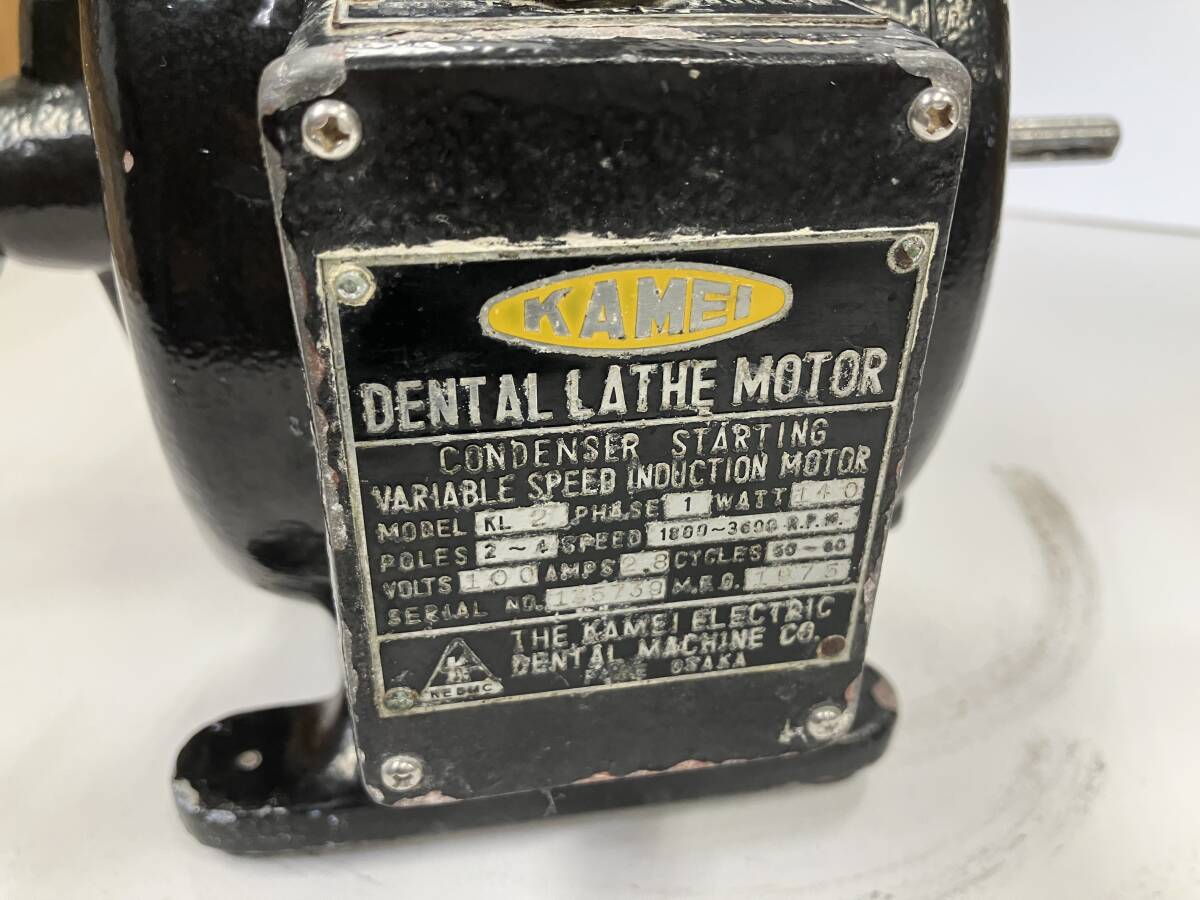 KAMEI
DENTAL LATHE MOTOR
CONDENSER STARTING
VARIABLE SPEED INDUCTION MOTOR
MODEL KL 2 PHASE 1 WATT 140
POLES 2~4 SPEED 1800~3600 R.P.M.
VOLTS 100 AMPS 2.8 CYCLES 50~60
SERIAL NO. 135739 M.F.G. 1975
THE KAMEI ELECTRIC
DENTAL MACHINE CO.
OSAKA
KEDMC